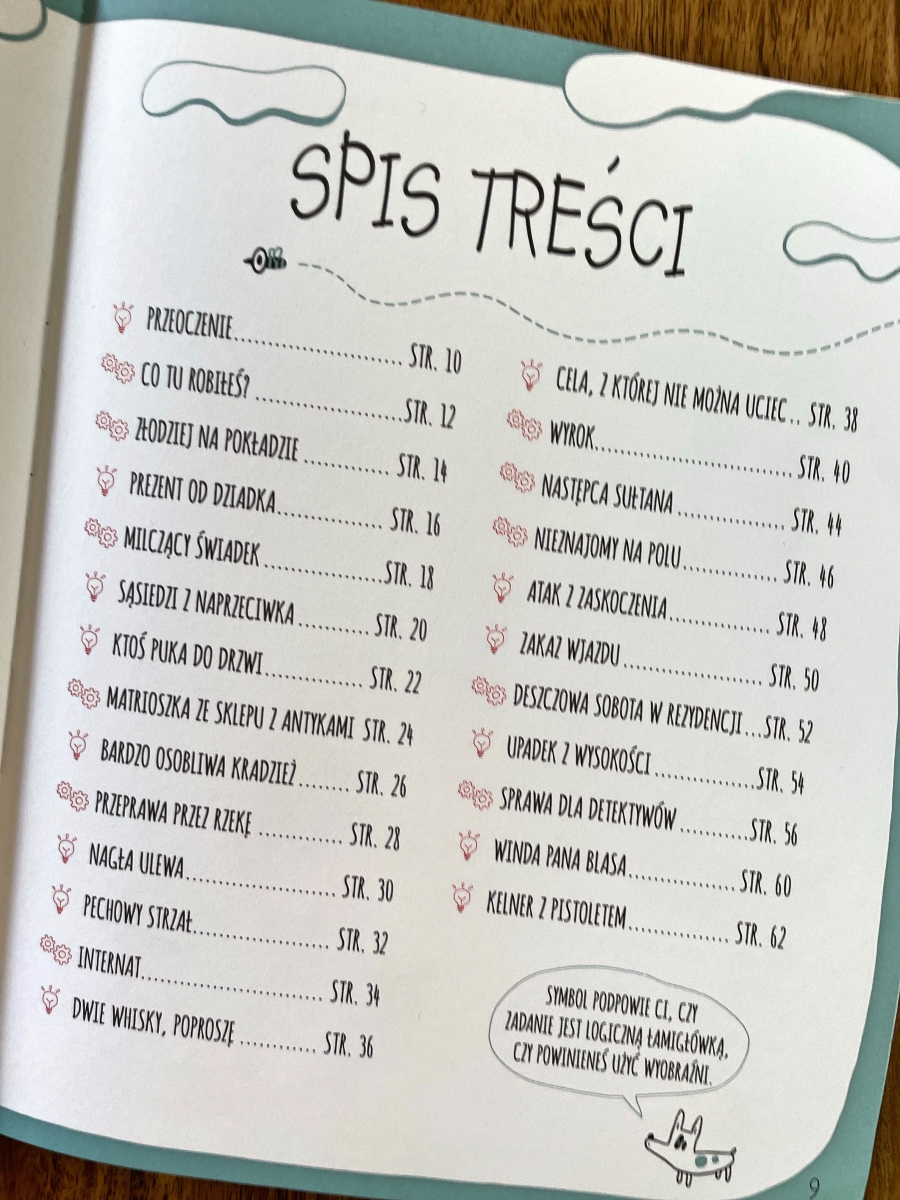 SPIS TREŚCI
PRZEOCZENIE........................ STR. 10
CO TU ROBIŁEŚ? .....................STR. 12
ZŁODZIEJ NA POKŁADZIE ............ STR. 14
PREZENT OD DZIADKA............... STR. 16
MILCZĄCY ŚWIADEK .................STR. 18
SĄSIEDZI Z NAPRZECIWKA .......... STR. 20
KTOŚ PUKA DO DRZWI.............. STR. 22
MATRIOSZKA ZE SKLEPU Z ANTYKAMI STR. 24
BARDZO OSOBLIWA KRADZIEŻ ....... STR. 26
PRZEPRAWA PRZEZ RZEKĘ ............ STR. 28
NAGŁA ULEWA..................... STR. 30
PECHOWY STRZAŁ................... STR. 32
INTERNAT.......................... STR. 34
DWIE WHISKY, POPROSZĘ ........... STR. 36
CELA, Z KTÓREJ NIE MOŻNA UCIEC.. STR. 38
WYROK............................ STR. 40
NASTĘPCA SUŁTANA ............... STR. 44
NIEZNAJOMY NA POLU............. STR. 46
ATAK Z ZASKOCZENIA.............. STR. 48
ZAKAZ WJAZDU .................... STR. 50
DESZCZOWA SOBOTA W REZYDENCJI...STR. 52
UPADEK Z WYSOKOŚCI ..............STR. 54
SPRAWA DLA DETEKTYWÓW ..........STR. 56
WINDA PANA BLASA............... STR. 60
KELNER Z PISTOLETEM.............. STR. 62
SYMBOL PODPOWIE CI, CZY
ZADANIE JEST LOGICZNĄ ŁAMIGŁÓWKĄ,
CZY POWINIENEŚ UŻYĆ WYOBRAŹNI.
9